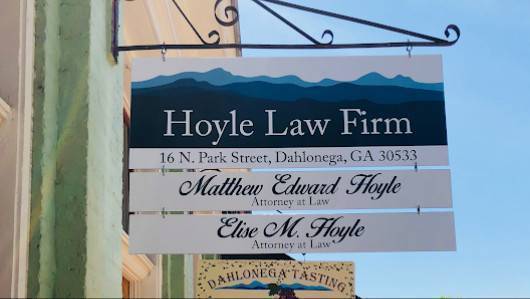 Hoyle Law Firm
16 N. Park Street, Dahlonega, GA 30533
Matthew Edward Hoyle
Attorney at Law
Elise M. Hoyle
Attorney at Law
DAHLONEGA TASTING